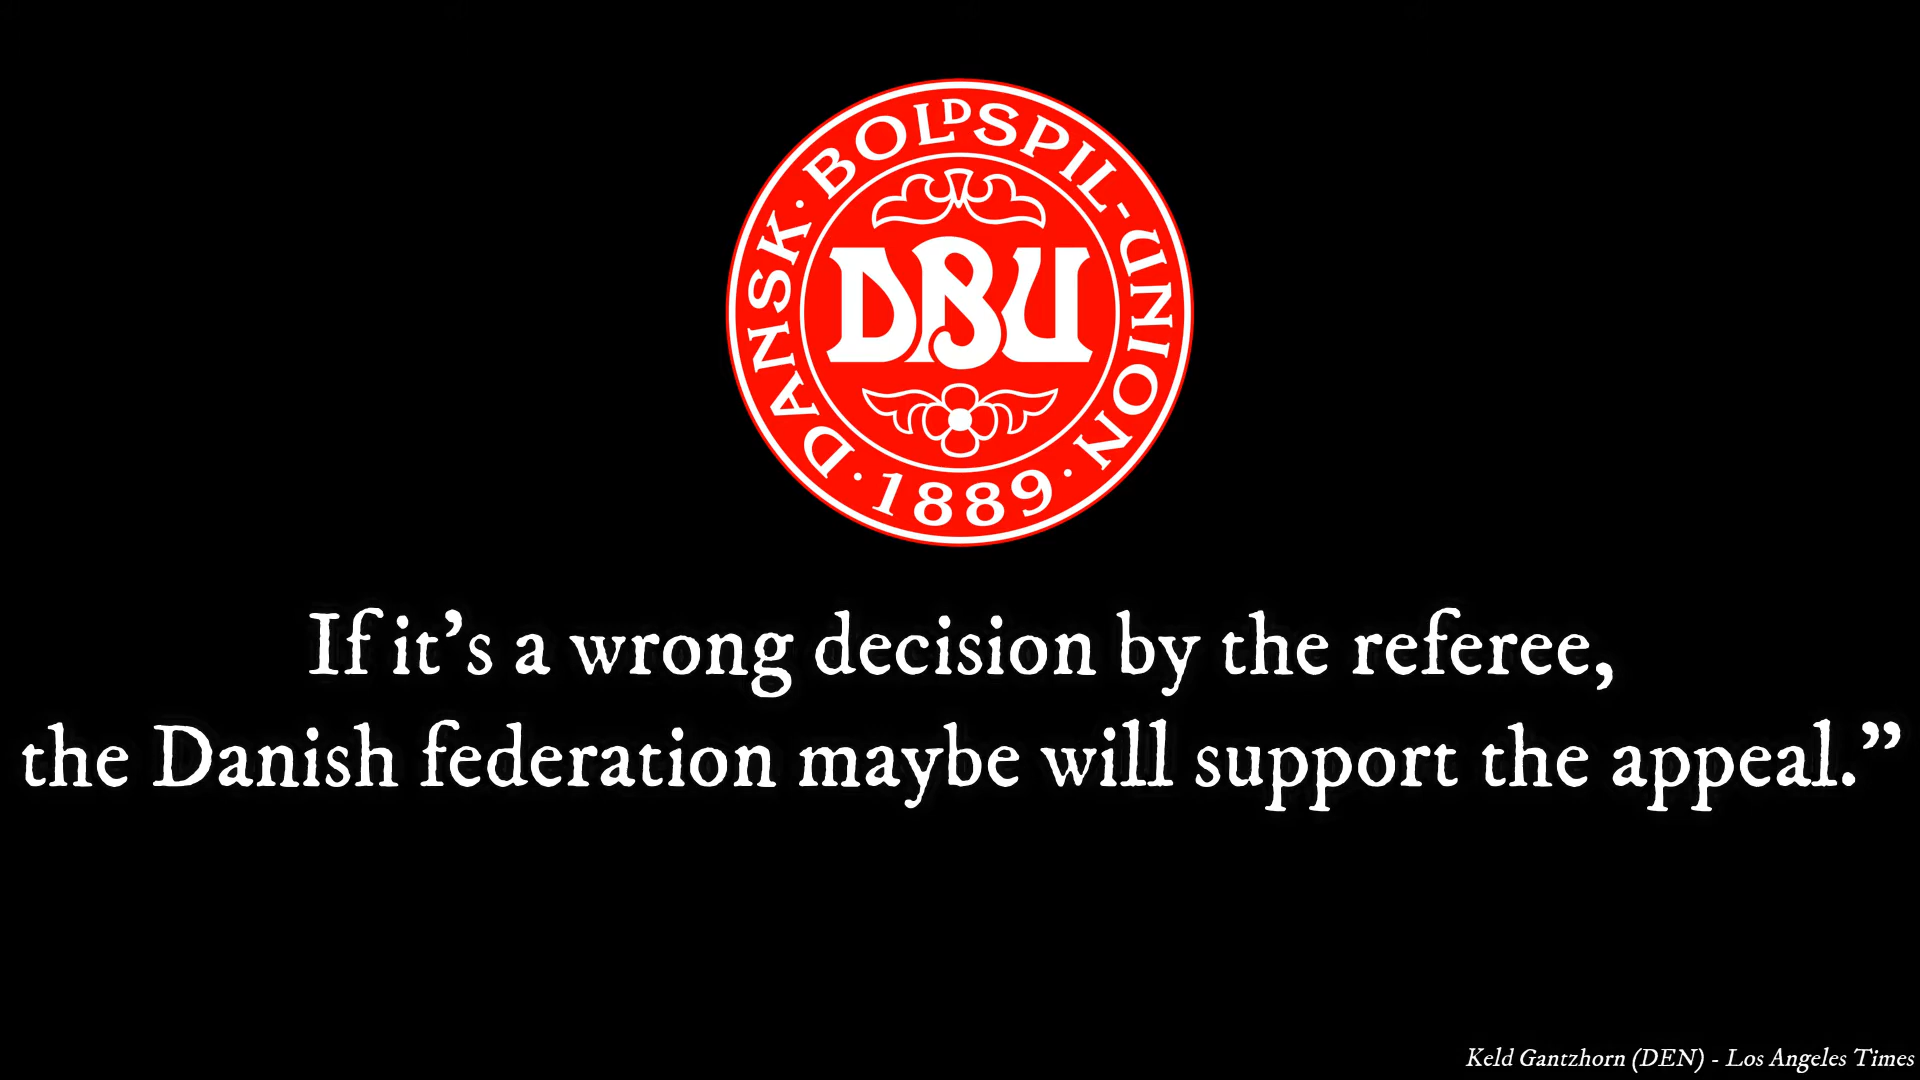 DANSK · BOLDSPIL-UNION
DBU
· 1889 ·
If it’s a wrong decision by the referee,
the Danish federation maybe will support the appeal.”
Keld Gantzhorn (DEN) - Los Angeles Times